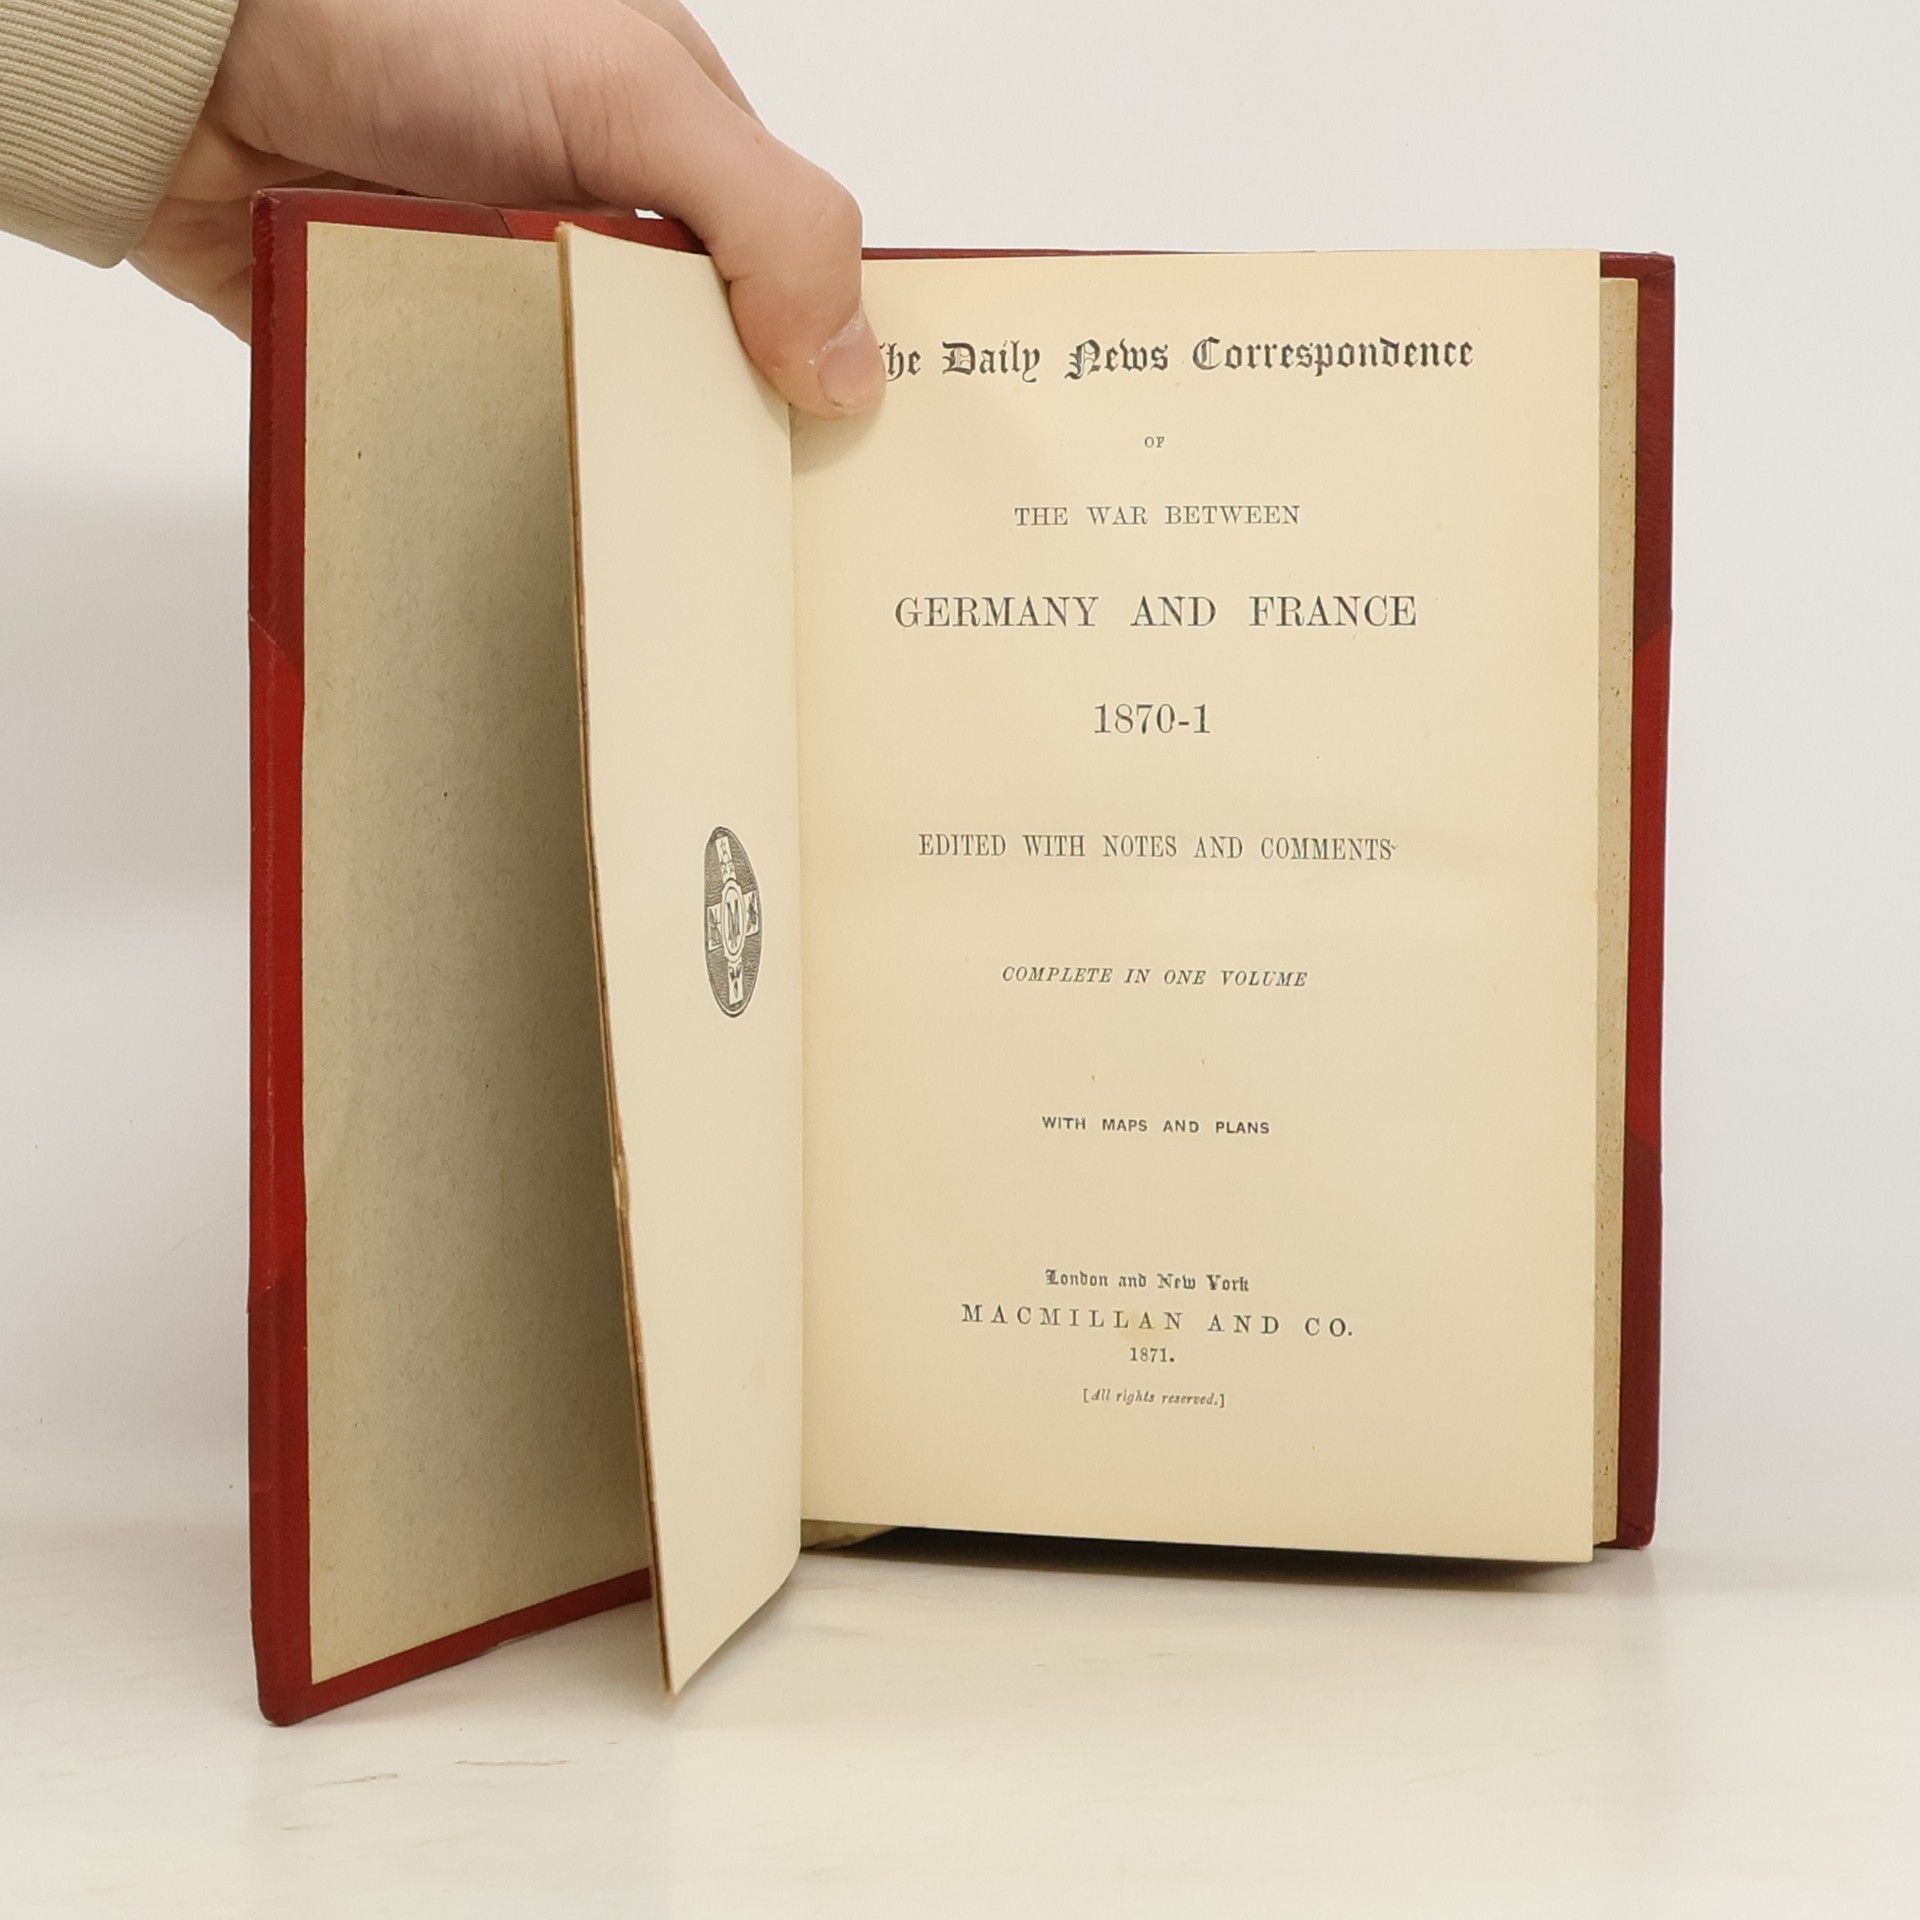 he Daily News Correspondence
OF
THE WAR BETWEEN
GERMANY AND FRANCE
1870-1
EDITED WITH NOTES AND COMMENTS
COMPLETE IN ONE VOLUME
WITH MAPS AND PLANS
London and New York
MACMILLAN AND CO.
1871.
[All rights reserved.]